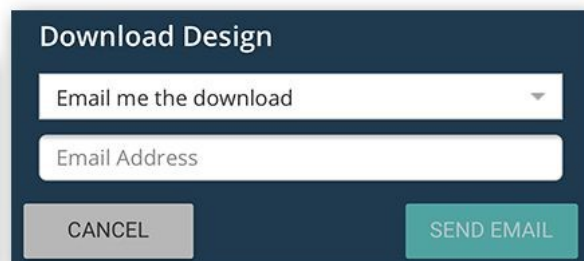 Download Design
Email me the download
Email Address
CANCEL
SEND EMAIL